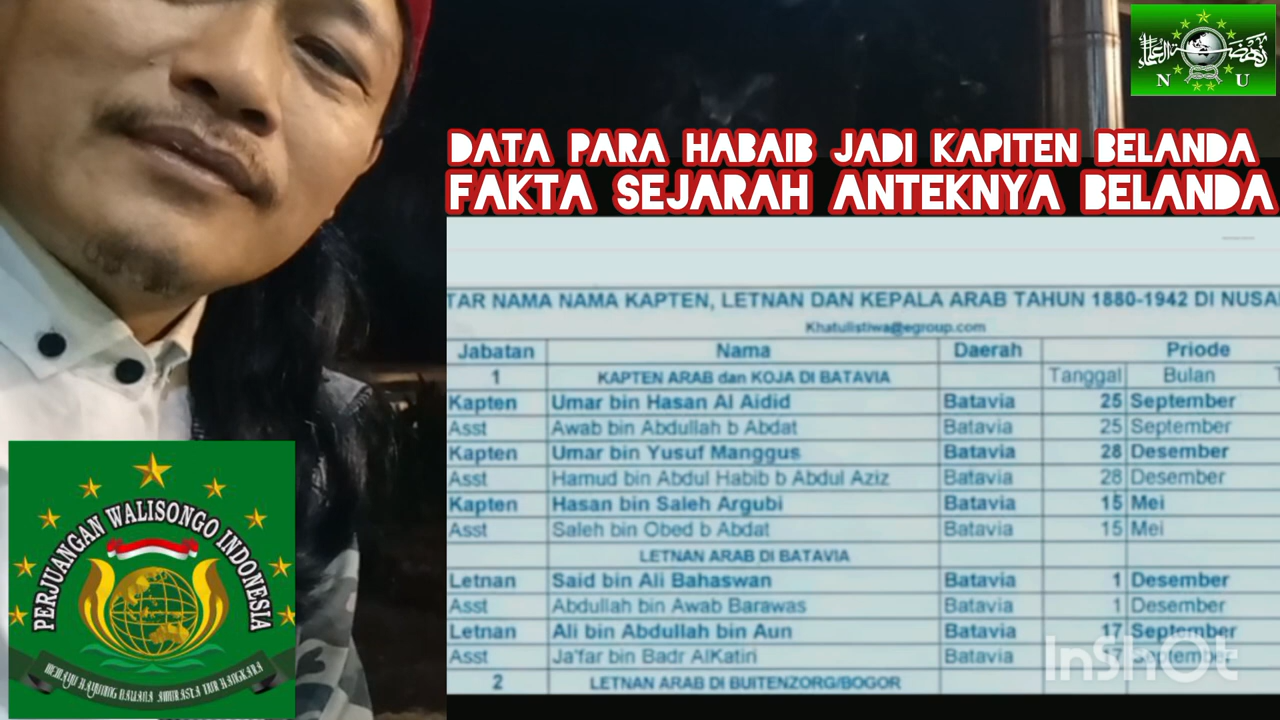 N U
DATA PARA HABAIB JADI KAPITEN BELANDA
FAKTA SEJARAH ANTEKNYA BELANDA
TAR NAMA NAMA KAPTEN, LETNAN DAN KEPALA ARAB TAHUN 1880-1942 DI NUSA
Khatulistiwa@egroup.com
Jabatan Nama Daerah Priode
1 KAPTEN ARAB dan KOJA DI BATAVIA Tanggal Bulan T
Kapten Umar bin Hasan Al Aidid Batavia 25 September
Asst Awab bin Abdullah b Abdat Batavia 25 September
Kapten Umar bin Yusuf Manggus Batavia 28 Desember
Asst Hamud bin Abdul Habib b Abdul Aziz Batavia 28 Desember
Kapten Hasan bin Saleh Argubi Batavia 15 Mei
Asst Saleh bin Obed b Abdat Batavia 15 Mei
LETNAN ARAB DI BATAVIA
Letnan Said bin Ali Bahaswan Batavia 1 Desember
Asst Abdullah bin Awab Barawas Batavia 1 Desember
Letnan Ali bin Abdullah bin Aun Batavia 17 September
Asst Ja'far bin Badr AlKatiri Batavia 17 September
2 LETNAN ARAB DI BUITENZORG/BOGOR
InShOt
PERJUANGAN WALISONGO INDONESIA